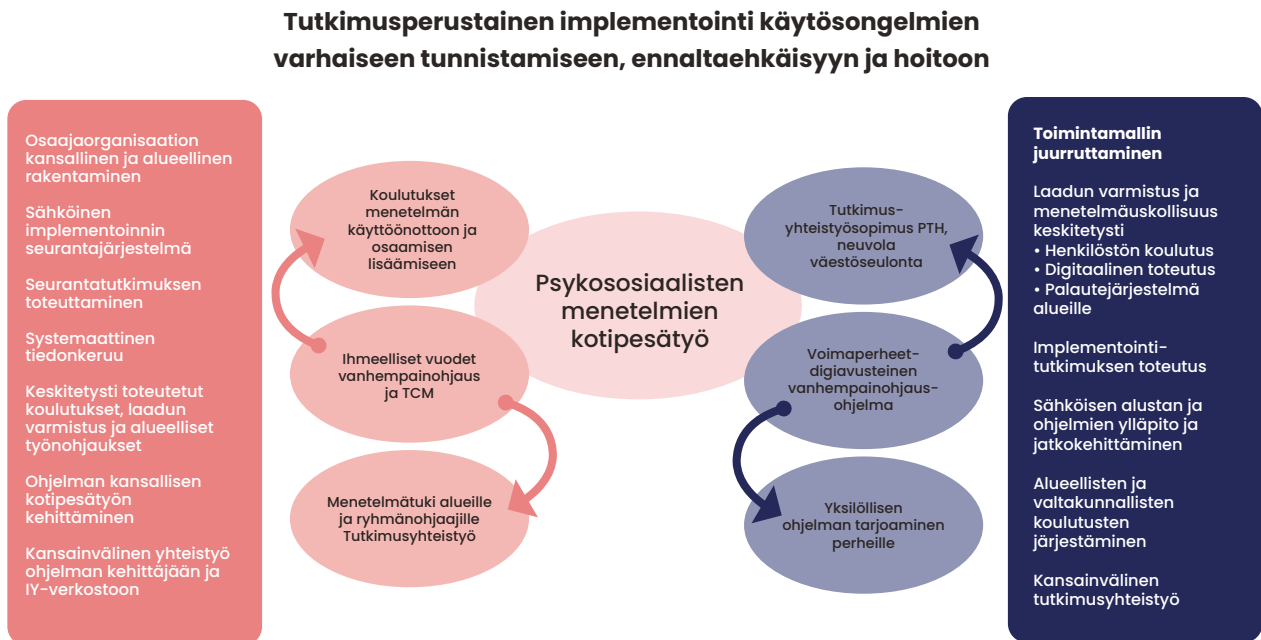 Tutkimusperustainen implementointi käytösongelmien
varhaiseen tunnistamiseen, ennaltaehkäisyyn ja hoitoon
Osaajaorganisaation
kansallinen ja alueellinen
rakentaminen
Sähköinen
implementoinnin
seurantajärjestelmä
Seurantatutkimuksen
toteuttaminen
Systemaattinen
tiedonkeruu
Keskitetysti toteutetut
koulutukset, laadun
varmistus ja alueelliset
työnohjaukset
Ohjelman kansallisen
kotipesätyön
kehittäminen
Kansainvälinen yhteistyö
ohjelman kehittäjään ja
IY-verkostoon
Koulutukset
menetelmän
käyttöönottoon ja
osaamisen
lisäämiseen
Ihmeelliset vuodet
vanhempainohjaus
ja TCM
Menetelmätuki alueille
ja ryhmänohjaajille
Tutkimusyhteistyö
Psykososiaalisten
menetelmien
kotipesätyö
Tutkimus-
yhteistyösopimus PTH,
neuvola
väestöseulonta
Voimaperheet-
digiavusteinen
vanhempainohjaus-
ohjelma
Yksilöllisen
ohjelman tarjoaminen
perheille
Toimintamallin
juurruttaminen
Laadun varmistus ja
menetelmäuskollisuus
keskitetysti
• Henkilöstön koulutus
• Digitaalinen toteutus
• Palautejärjestelmä
alueille
Implementointi-
tutkimuksen toteutus
Sähköisen alustan ja
ohjelmien ylläpito ja
jatkokehittäminen
Alueellisten ja
valtakunnallisten
koulutusten
järjestäminen
Kansainvälinen
tutkimusyhteistyö